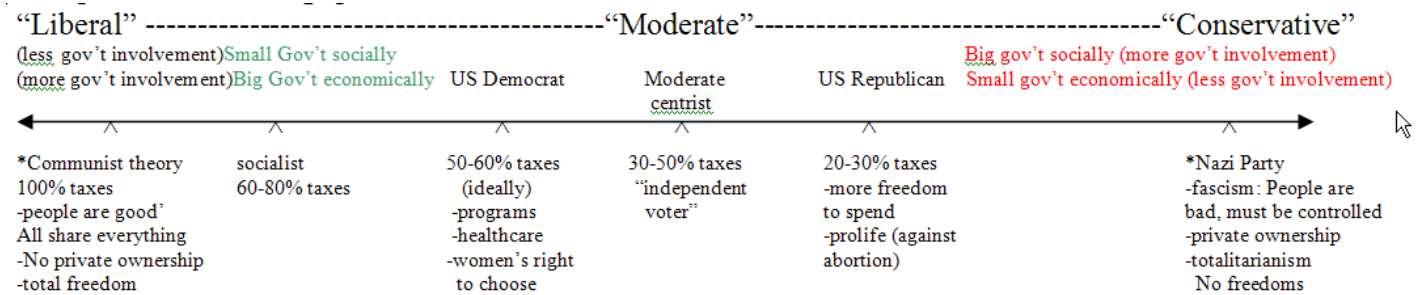 “Liberal” --------------------------------------------“Moderate”---------------------------------------“Conservative”
(less gov’t involvement)Small Gov’t socially
Big gov’t socially (more gov’t involvement)
(more gov’t involvement)Big Gov’t economically
US Democrat
Moderate
centrist
US Republican
Small gov’t economically (less gov’t involvement)
*Communist theory
100% taxes
-people are good’
All share everything
-No private ownership
-total freedom
socialist
60-80% taxes
50-60% taxes
(ideally)
-programs
-healthcare
-women’s right
to choose
30-50% taxes
“independent
voter”
20-30% taxes
-more freedom
to spend
-prolife (against
abortion)
*Nazi Party
-fascism: People are
bad, must be controlled
-private ownership
-totalitarianism
No freedoms